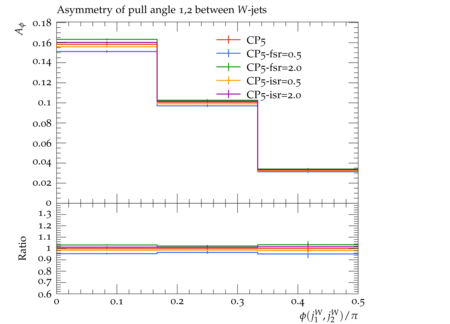 Asymmetry of pull angle 1,2 between W-jets
A_ϕ
0.18
0.16
0.14
0.12
0.1
0.08
0.06
0.04
0.02
0
CP5
CP5-fsr=0.5
CP5-fsr=2.0
CP5-isr=0.5
CP5-isr=2.0
Ratio
1.3
1.2
1.1
1
0.9
0.8
0.7
0.6
0 0.1 0.2 0.3 0.4 0.5
ϕ(j_1^W, j_2^W)/π